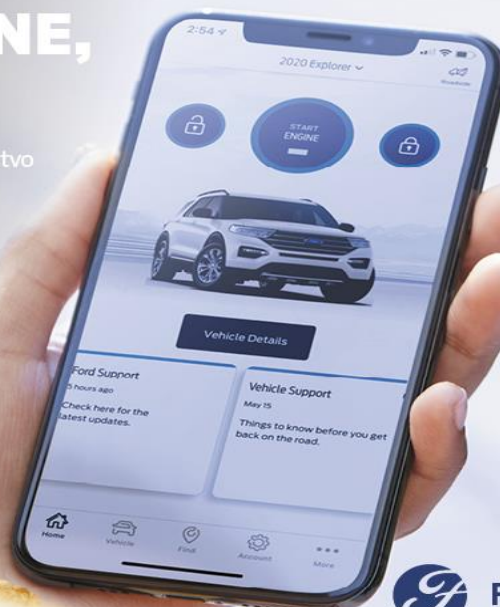 NE,
tvo
2:54
2020 Explorer
Roadside
START
ENGINE
Vehicle Details
Ford Support
5 hours ago
Check here for the
latest updates.
Vehicle Support
May 15
Things to know before you get
back on the road.
Home
Vehicle
Find
Account
More